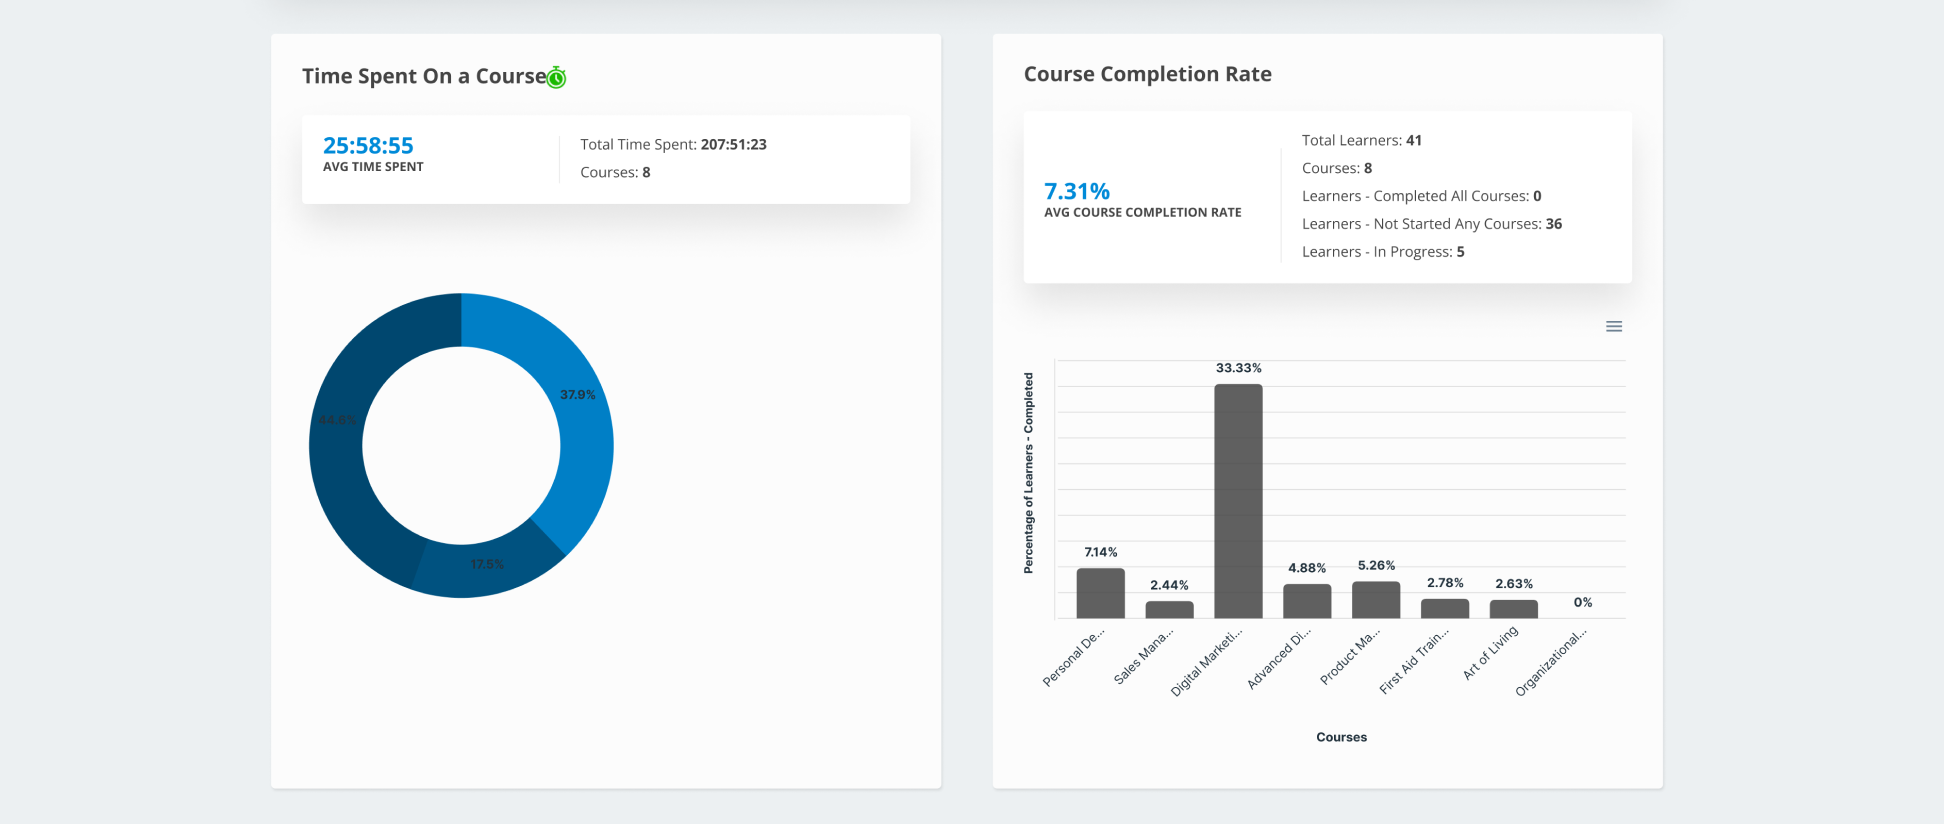 Time Spent On a Course
25:58:55
AVG TIME SPENT
Total Time Spent: 207:51:23
Courses: 8
37.9%
44.6%
17.5%
Course Completion Rate
7.31%
AVG COURSE COMPLETION RATE
Total Learners: 41
Courses: 8
Learners - Completed All Courses: 0
Learners - Not Started Any Courses: 36
Learners - In Progress: 5
Percentage of Learners - Completed
33.33%
7.14%
2.44%
4.88%
5.26%
2.78%
2.63%
0%
Personal De...
Sales Mana...
Digital Marketi...
Advanced Di...
Product Ma...
First Aid Train...
Art of Living
Organizational...
Courses